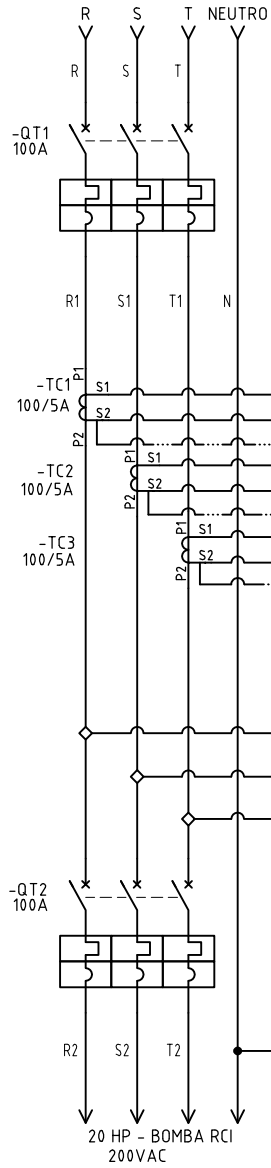 R S T NEUTRO
R S T
-QT1
100A
R1 S1 T1 N
P1
-TC1 S1
100/5A S2
P2
P1 S1
-TC2
100/5A S2
P2
P1 S1
-TC3 S2
100/5A
P2
-QT2
100A
R2 S2 T2
20 HP - BOMBA RCI
200VAC